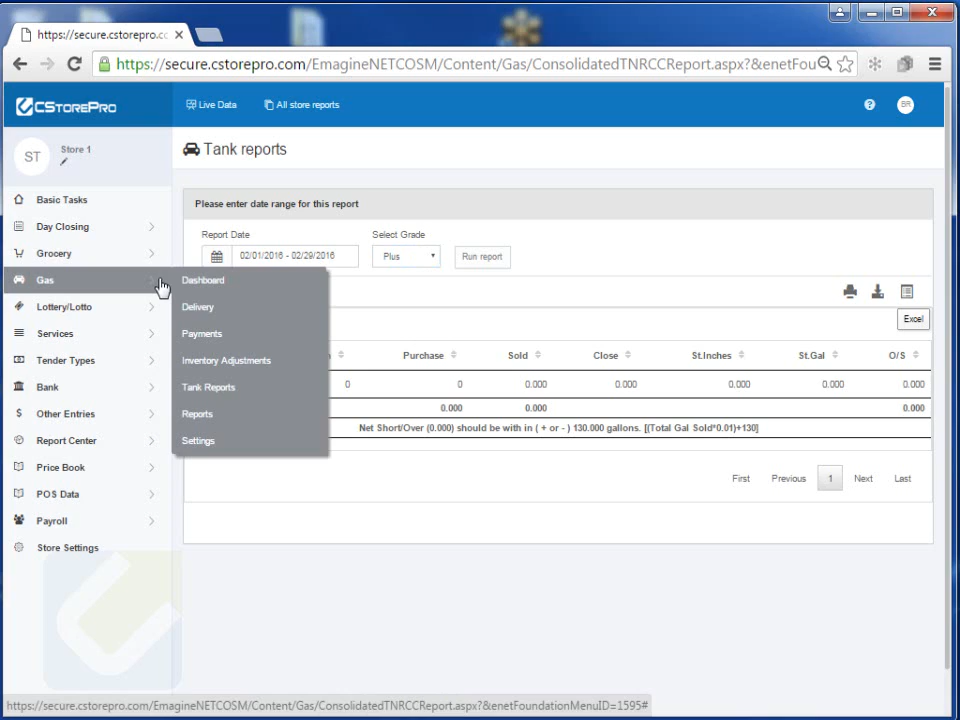 https://secure.cstorepro.cc
https://secure.cstorepro.com/EmagineNETCOSM/Content/Gas/ConsolidatedTNRCCReport.aspx?&enetFou
CSTOREPRO
Live Data
All store reports
BR
ST
Store 1
Tank reports
Basic Tasks
Day Closing
Grocery
Gas
Lottery/Lotto
Services
Tender Types
Bank
Other Entries
Report Center
Price Book
POS Data
Payroll
Store Settings
Dashboard
Delivery
Payments
Inventory Adjustments
Tank Reports
Reports
Settings
Please enter date range for this report
Report Date
Select Grade
02/01/2016 - 02/29/2016
Plus
Run report
Excel
Purchase Sold Close St.Inches St.Gal O/S
0 0 0.000 0.000 0.000 0.000 0.000
0.000 0.000 0.000
Net Short/Over (0.000) should be with in ( + or - ) 130.000 gallons. [(Total Gal Sold*0.01)+130]
First Previous 1 Next Last
https://secure.cstorepro.com/EmagineNETCOSM/Content/Gas/ConsolidatedTNRCCReport.aspx?&enetFoundationMenuID=1595#